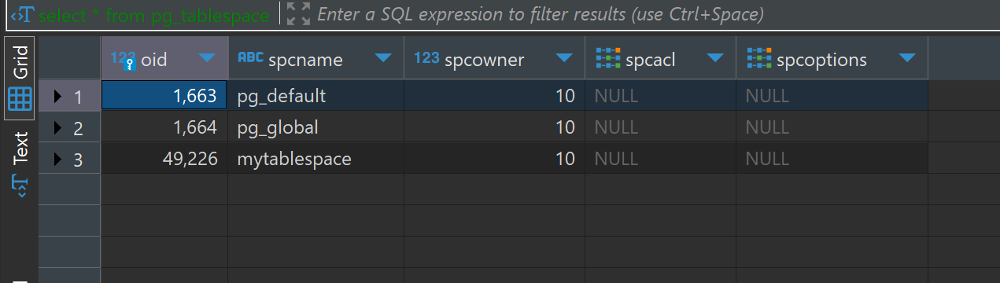 select * from pg_tablespace Enter a SQL expression to filter results (use Ctrl+Space)
Grid
Text
123 oid ABC spcname 123 spcowner spcacl spcoptions
1 1,663 pg_default 10 NULL NULL
2 1,664 pg_global 10 NULL NULL
3 49,226 mytablespace 10 NULL NULL